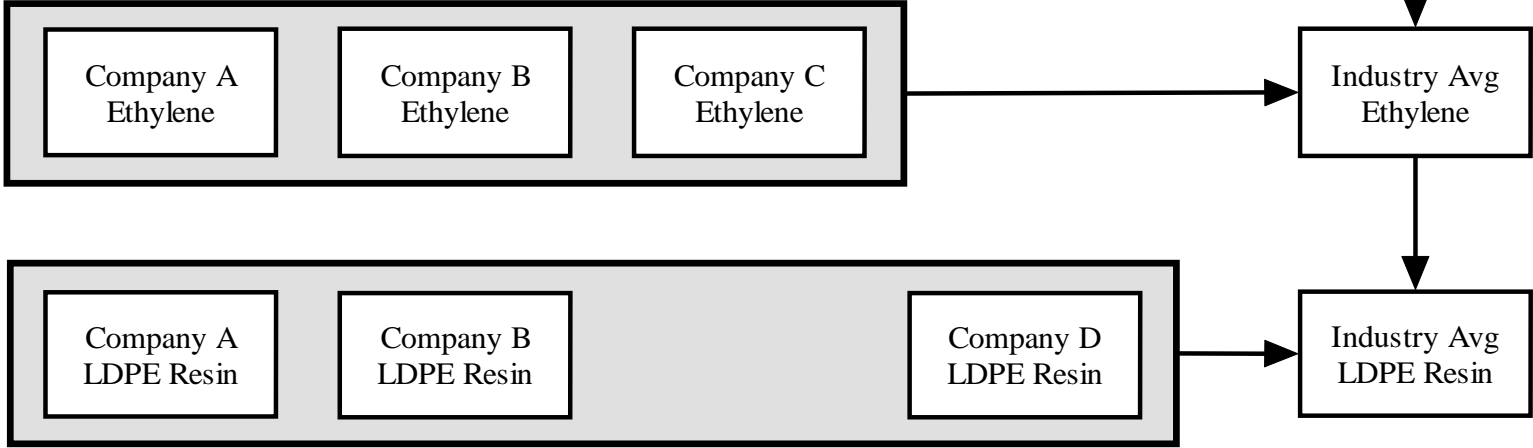 Company A
Ethylene
Company B
Ethylene
Company C
Ethylene
Industry Avg
Ethylene
Company A
LDPE Resin
Company B
LDPE Resin
Company D
LDPE Resin
Industry Avg
LDPE Resin